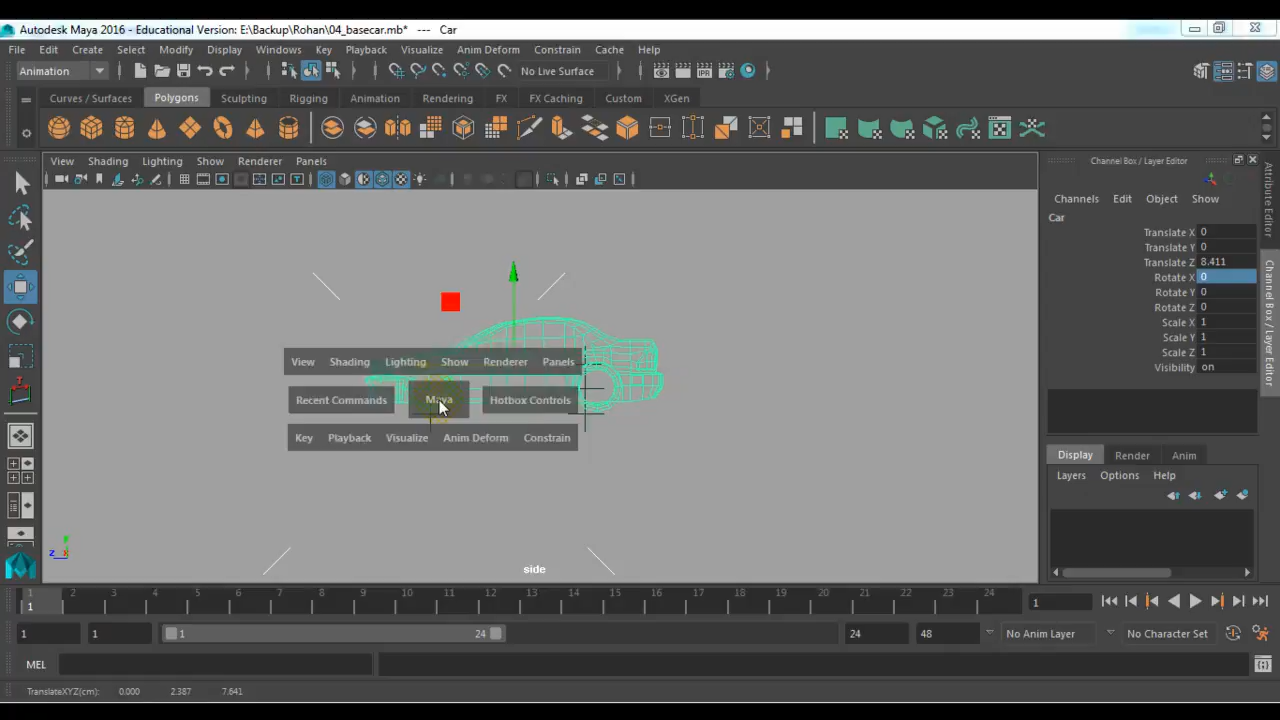 Autodesk Maya 2016 - Educational Version: E:\Backup\Rohan\04_basecar.mb* --- Car
File Edit Create Select Modify Display Windows Key Playback Visualize Anim Deform Constrain Cache Help
Animation No Live Surface
Curves / Surfaces Polygons Sculpting Rigging Animation Rendering FX FX Caching Custom XGen
View Shading Lighting Show Renderer Panels
Channel Box / Layer Editor
Channels Edit Object Show
Car
Translate X 0
Translate Y 0
Translate Z 8.411
Rotate X 0
Rotate Y 0
Rotate Z 0
Scale X 1
Scale Y 1
Scale Z 1
Visibility on
Attribute Editor
Channel Box / Layer Editor
View Shading Lighting Show Renderer Panels
Recent Commands Maya Hotbox Controls
Key Playback Visualize Anim Deform Constrain
Display Render Anim
Layers Options Help
y
z x
side
1 2 3 4 5 6 7 8 9 10 11 12 13 14 15 16 17 18 19 20 21 22 23 24
1 1
1 1 1 24 24 48 No Anim Layer No Character Set
MEL
TranslateXYZ(cm): 0.000 2.387 7.641